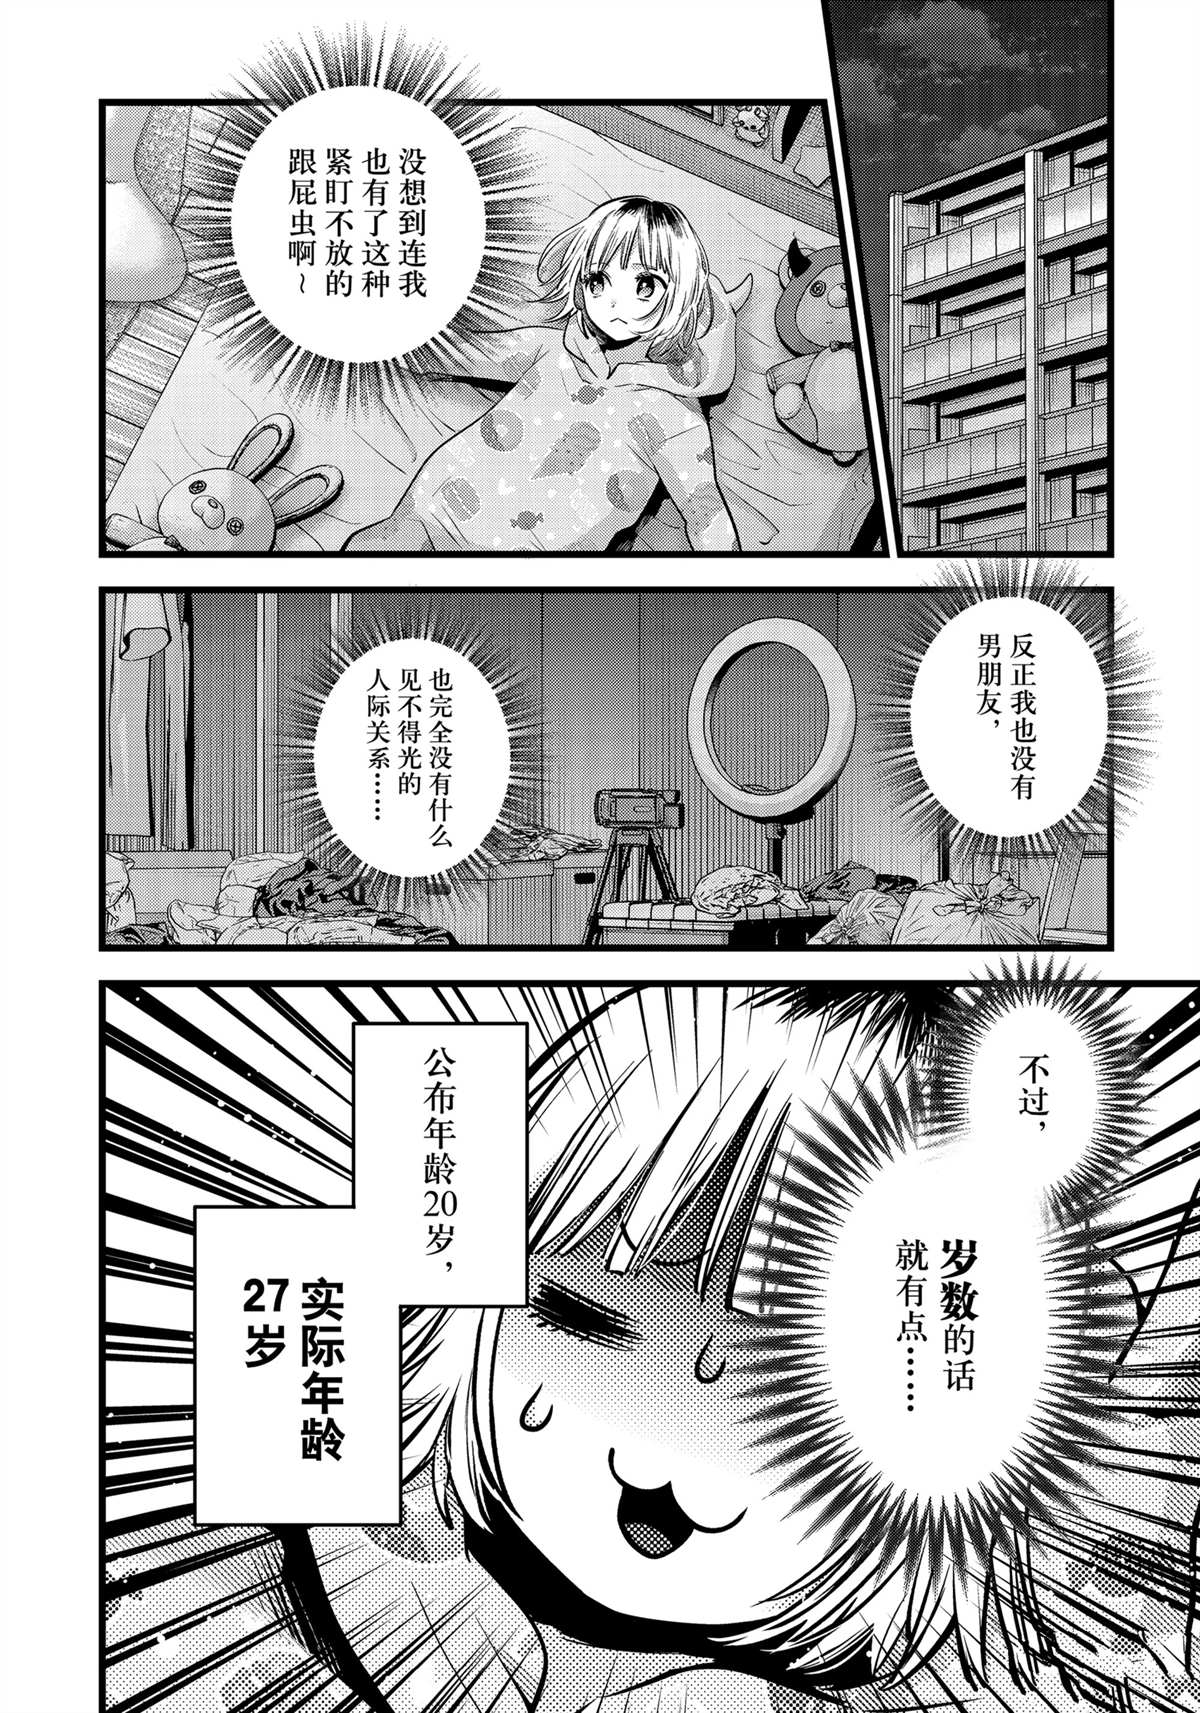 没想到连我
也有了这种
紧盯不放的
跟屁虫啊~
反正我也没有
男朋友，
也完全没有什么
见不得光的
人际关系……
不过，
岁数的话
就有点……
公布年龄20岁，
实际年龄
27岁